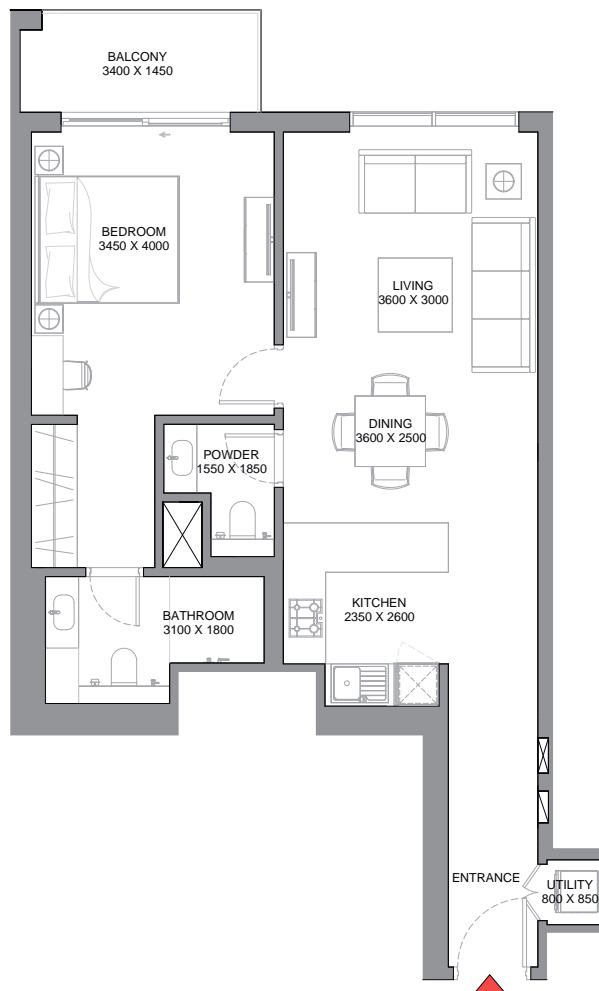 BALCONY
3400 X 1450
BEDROOM
3450 X 4000
LIVING
3600 X 3000
DINING
3600 X 2500
POWDER
1550 X 1850
KITCHEN
2350 X 2600
BATHROOM
3100 X 1800
ENTRANCE
UTILITY
800 X 850